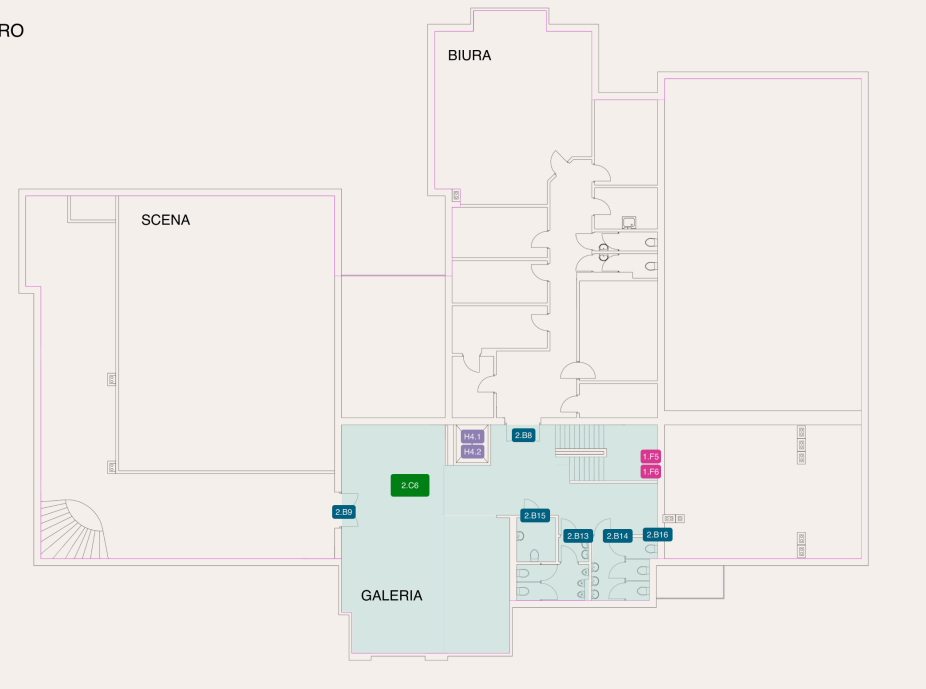 RO
BIURA
SCENA
H4.1
H4.2
2.B8
1.F5
1.F6
2.C6
2.B9
2.B15
2.B13
2.B14
2.B16
GALERIA